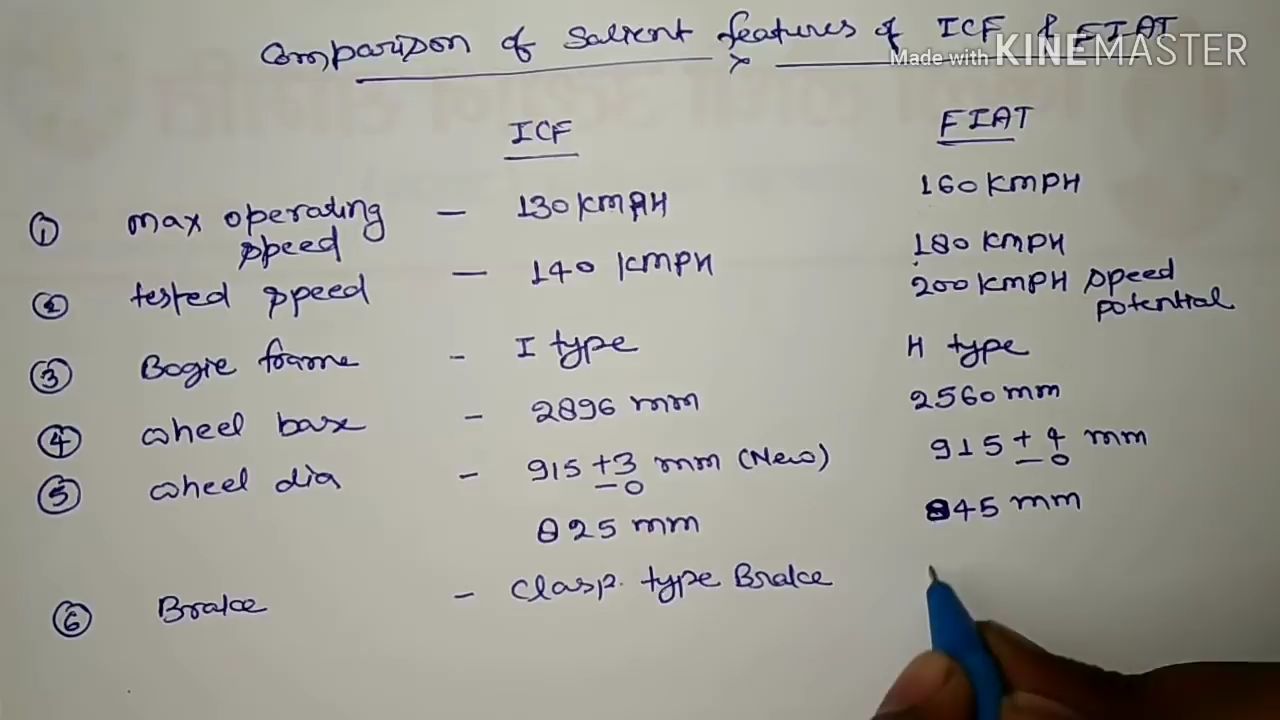 Comparison of Salient features of ICF & FIAT
Made with KINEMASTER
ICF FIAT
① max operating speed - 130 KMPH 160 KMPH
② tested speed - 140 KMPH 180 KMPH
200 KMPH speed potential
③ Bogie frame - I type H type
④ wheel base - 2896 mm 2560 mm
⑤ wheel dia - 915 +3 -0 mm (New) 915 +4 -0 mm
825 mm 845 mm
⑥ Brake - Clasp type Brake